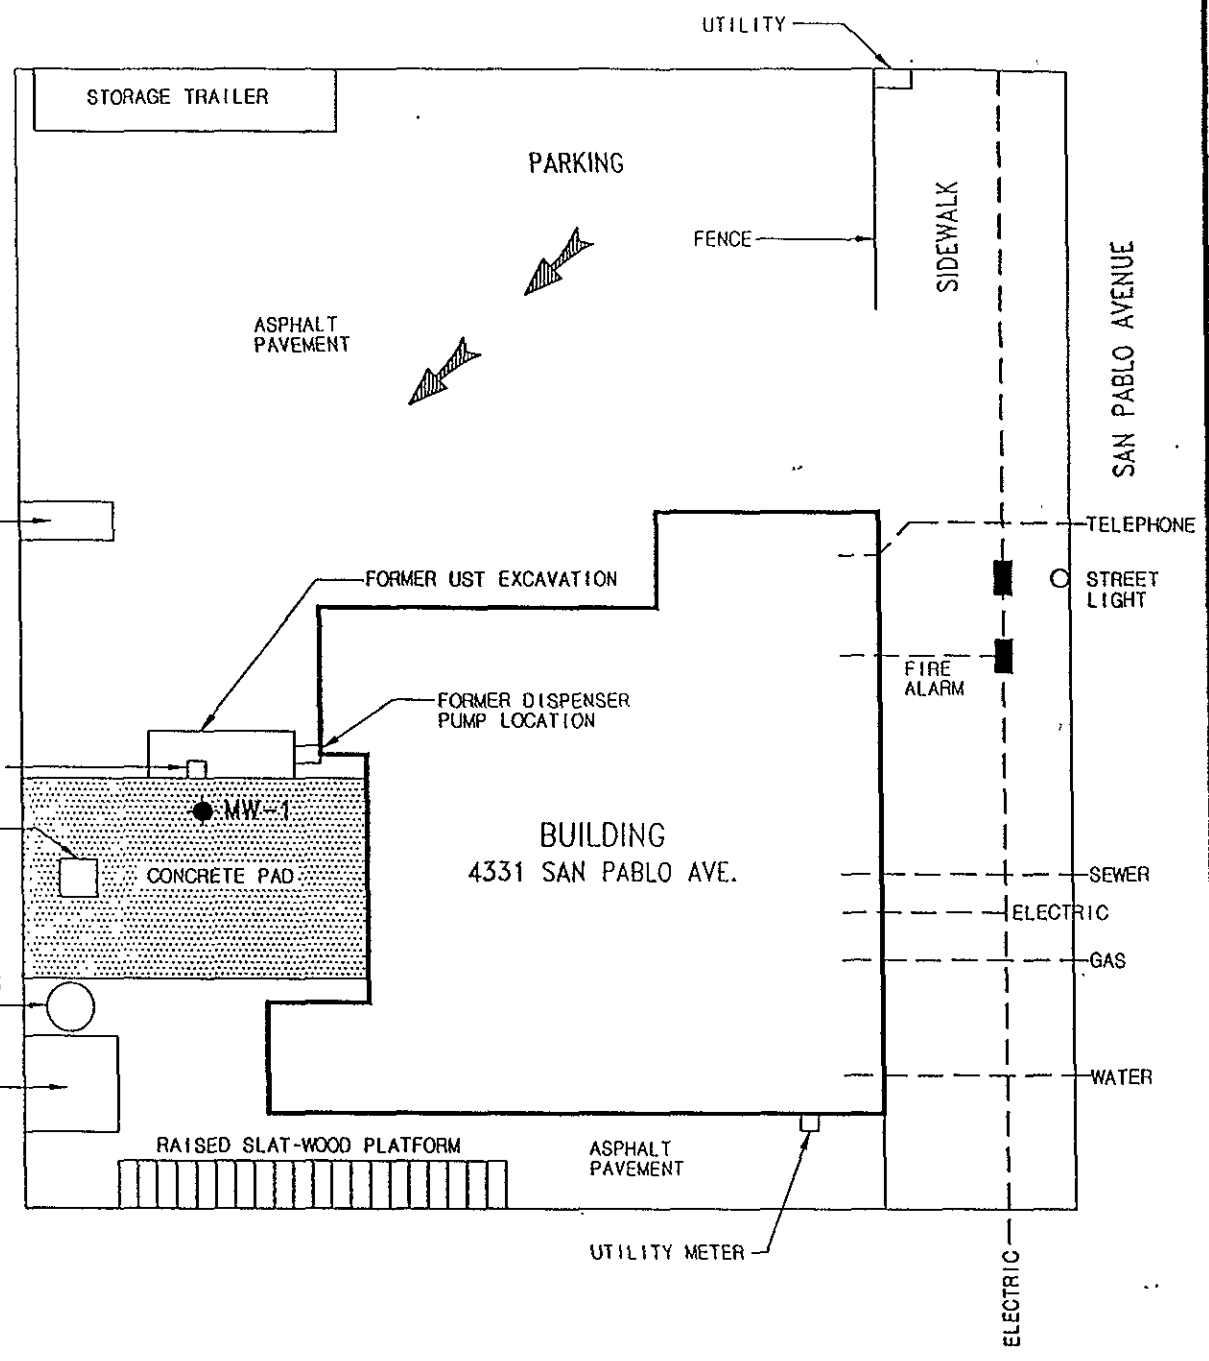 UTILITY
STORAGE TRAILER
PARKING
SIDEWALK
FENCE
SAN PABLO AVENUE
ASPHALT
PAVEMENT
TELEPHONE
FORMER UST EXCAVATION
STREET
LIGHT
FIRE
ALARM
FORMER DISPENSER
PUMP LOCATION
MW-1
BUILDING
4331 SAN PABLO AVE.
CONCRETE PAD
SEWER
ELECTRIC
GAS
WATER
RAISED SLAT-WOOD PLATFORM
ASPHALT
PAVEMENT
UTILITY METER
ELECTRIC